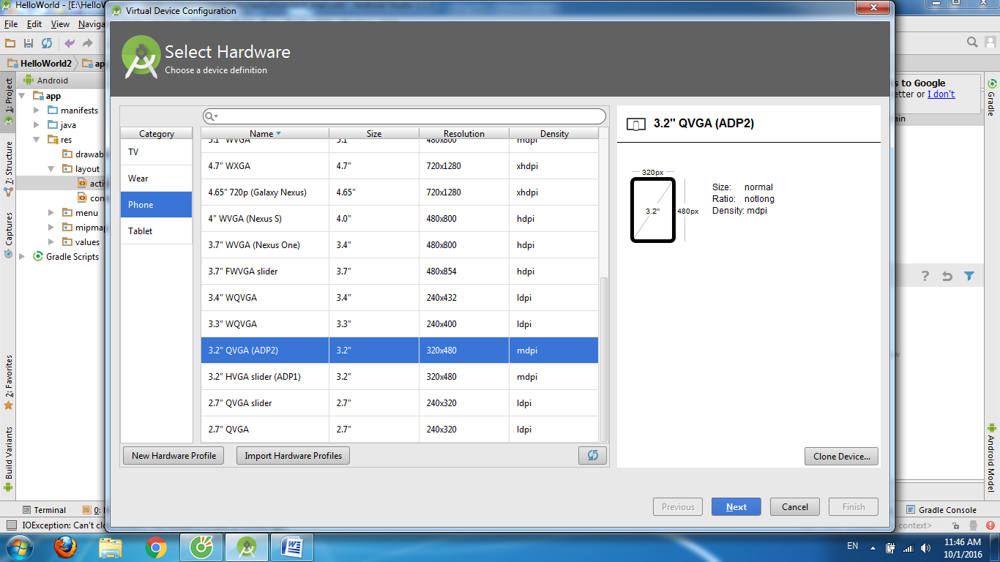 HelloWorld - [E:\HelloW
Virtual Device Configuration
File Edit View Naviga
Select Hardware
Choose a device definition
HelloWorld2 ap
s to Google
etter or I don't
ain
1: Project
7: Structure
Captures
2: Favorites
Build Variants
Android
app
manifests
java
res
drawab
layout
acti
con
menu
mipmap
values
Gradle Scripts
Category
TV
Wear
Phone
Tablet
Name Size Resolution Density
5.1" WVGA 5.1" 480x800 mdpi
4.7" WXGA 4.7" 720x1280 xhdpi
4.65" 720p (Galaxy Nexus) 4.65" 720x1280 xhdpi
4" WVGA (Nexus S) 4.0" 480x800 hdpi
3.7" WVGA (Nexus One) 3.4" 480x800 hdpi
3.7" FWVGA slider 3.7" 480x854 hdpi
3.4" WQVGA 3.4" 240x432 ldpi
3.3" WQVGA 3.3" 240x400 ldpi
3.2" QVGA (ADP2) 3.2" 320x480 mdpi
3.2" HVGA slider (ADP1) 3.2" 320x480 mdpi
2.7" QVGA slider 2.7" 240x320 ldpi
2.7" QVGA 2.7" 240x320 ldpi
New Hardware Profile Import Hardware Profiles
3.2" QVGA (ADP2)
320px
3.2"
480px
Size: normal
Ratio: notlong
Density: mdpi
Clone Device...
Previous Next Cancel Finish
Gradle
Android Model
Terminal 0:
Gradle Console
IOException: Can't clo
context>
EN
11:46 AM
10/1/2016